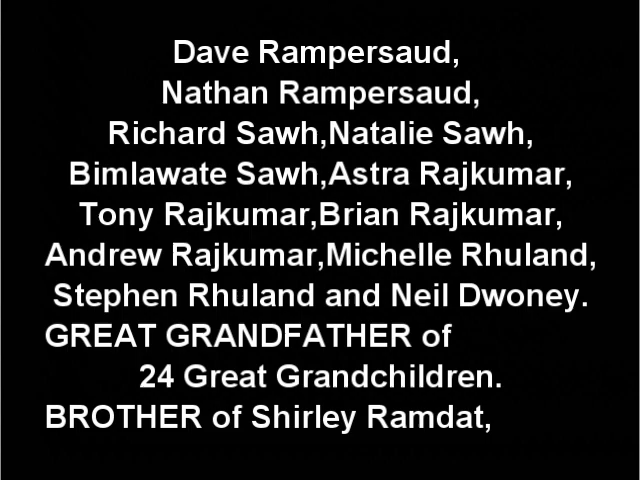 Dave Rampersaud,
Nathan Rampersaud,
Richard Sawh,Natalie Sawh,
Bimlawate Sawh,Astra Rajkumar,
Tony Rajkumar,Brian Rajkumar,
Andrew Rajkumar,Michelle Rhuland,
Stephen Rhuland and Neil Dwoney.
GREAT GRANDFATHER of
24 Great Grandchildren.
BROTHER of Shirley Ramdat,